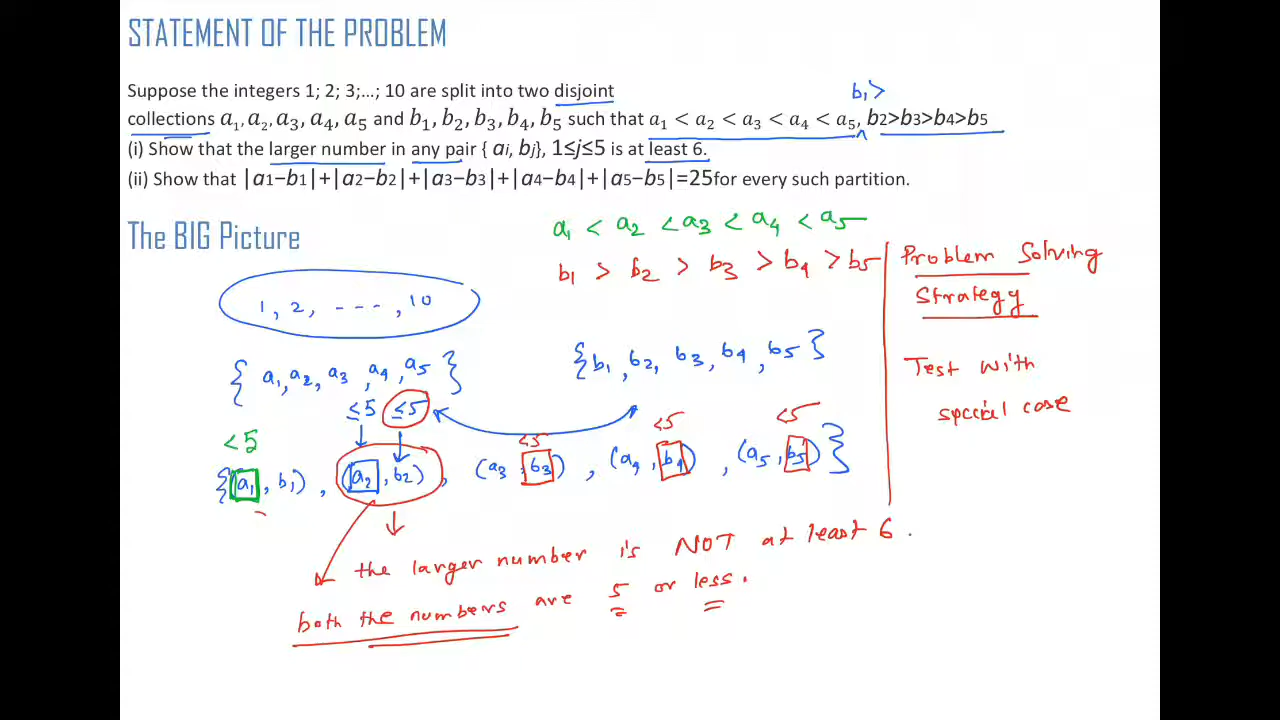 STATEMENT OF THE PROBLEM
b₁>
Suppose the integers 1; 2; 3;...; 10 are split into two disjoint
collections a₁, a₂, a₃, a₄, a₅ and b₁, b₂, b₃, b₄, b₅ such that a₁ < a₂ < a₃ < a₄ < a₅, b2>b3>b4>b5
^
(i) Show that the larger number in any pair { ai, bj}, 1≤j≤5 is at least 6.
(ii) Show that |a1−b1|+|a2−b2|+|a3−b3|+|a4−b4|+|a5−b5|=25for every such partition.
The BIG Picture
a₁ < a₂ < a₃ < a₄ < a₅
b₁ > b₂ > b₃ > b₄ > b₅
Problem Solving
Strategy
Test with
special case
1, 2, ----, 10
{a₁, a₂, a₃, a₄, a₅}
{b₁, b₂, b₃, b₄, b₅}
≤5 ≤5
<5 <5 <5 <5
{(a₁, b₁), (a₂, b₂), (a₃, b₃), (a₄, b₄), (a₅, b₅)}
the larger number is NOT at least 6.
both the numbers are 5 or less.